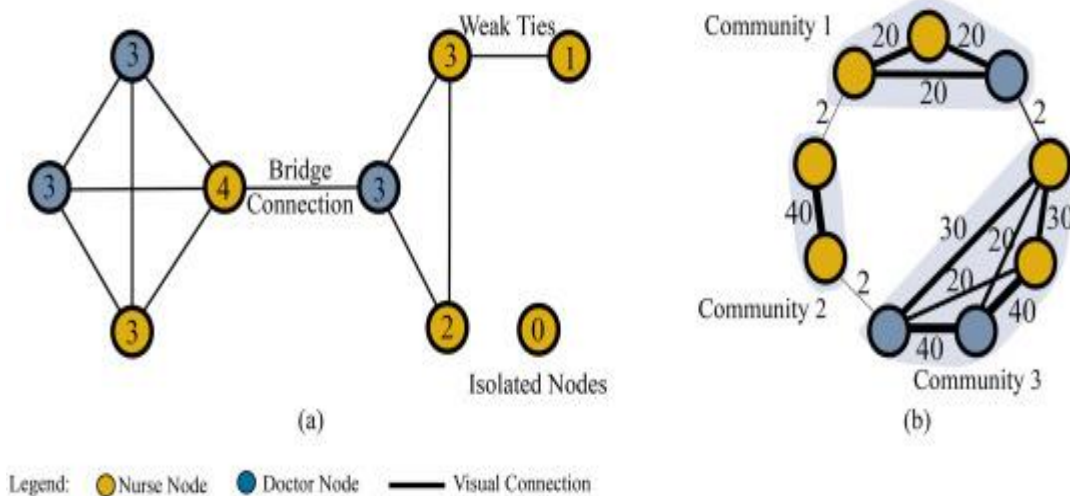 Weak Ties
3
3
1
3
Bridge
4
3
Connection
3
2
0
Isolated Nodes
(a)
Community 1
20
20
20
2
2
40
30
20
30
20
2
Community 2
40
40
Community 3
(b)
Legend: Nurse Node Doctor Node Visual Connection